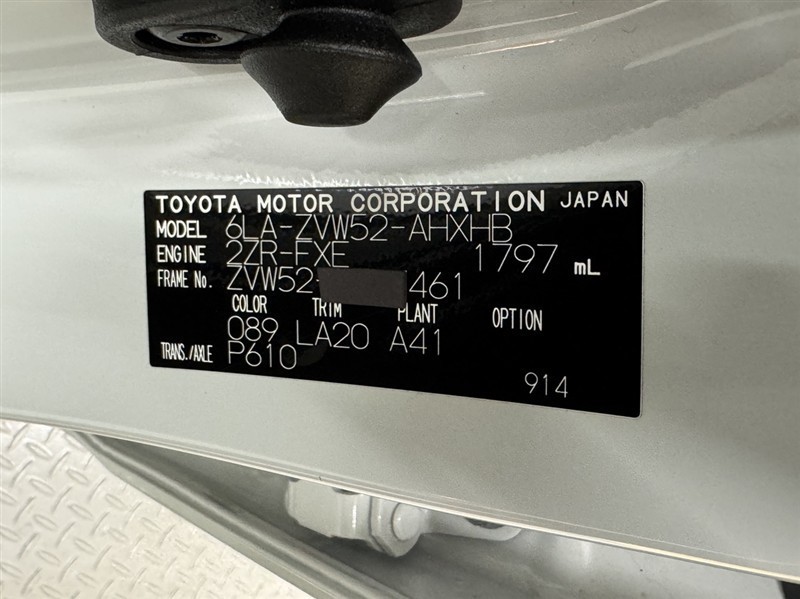 TOYOTA MOTOR CORPORATION JAPAN
MODEL 6LA-ZVW52-AHXHB
ENGINE 2ZR-FXE 1797 mL
FRAME No. ZVW52- 461
COLOR TRIM PLANT OPTION
089 LA20 A41
TRANS./AXLE P610
914